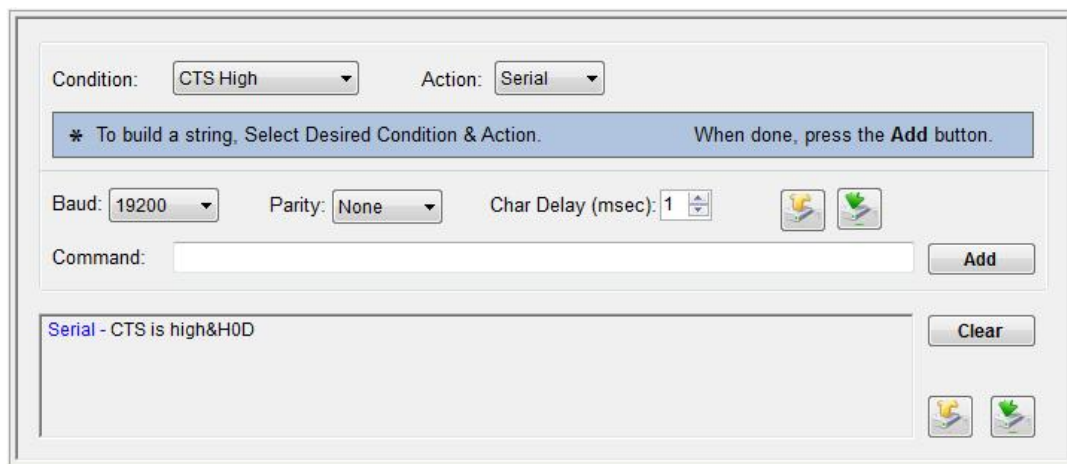 Condition: CTS High Action: Serial
* To build a string, Select Desired Condition & Action. When done, press the Add button.
Baud: 19200 Parity: None Char Delay (msec): 1
Command: Add
Serial - CTS is high&H0D
Clear